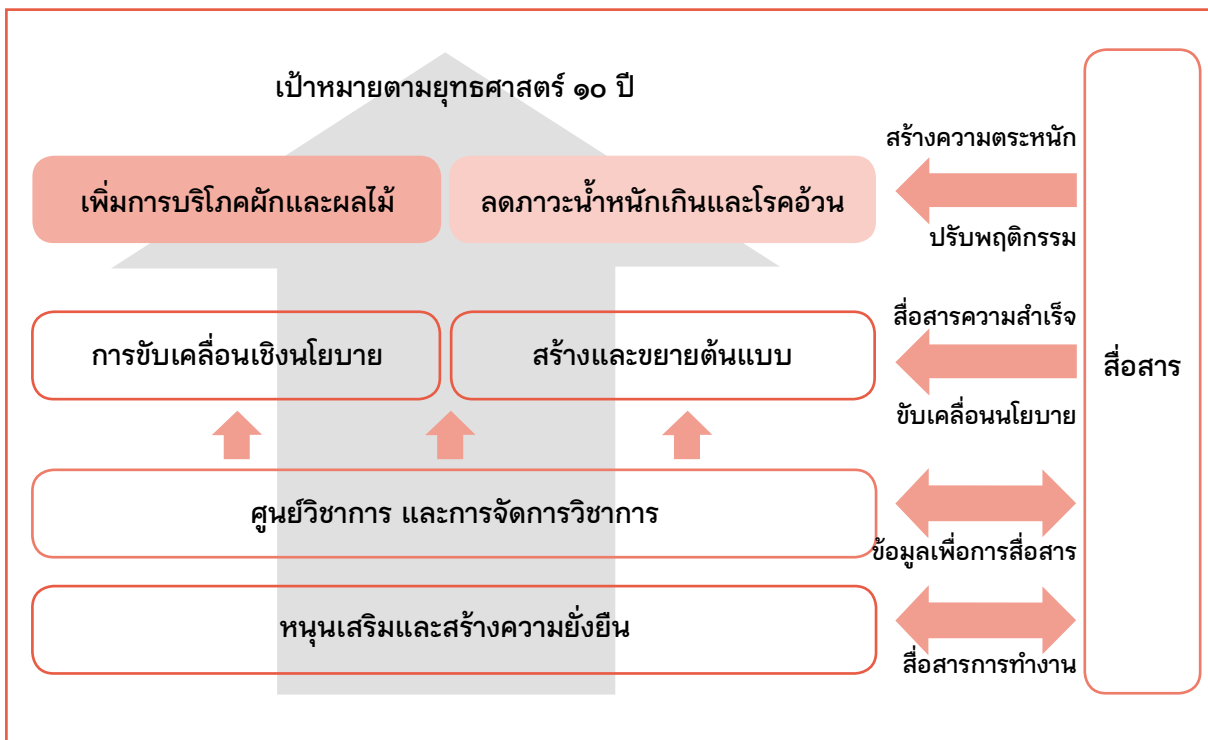 เป้าหมายตามยุทธศาสตร์ ๑๐ ปี
เพิ่มการบริโภคผักและผลไม้
ลดภาวะน้ำหนักเกินและโรคอ้วน
สร้างความตระหนัก
ปรับพฤติกรรม
การขับเคลื่อนเชิงนโยบาย
สร้างและขยายต้นแบบ
สื่อสารความสำเร็จ
ขับเคลื่อนนโยบาย
สื่อสาร
ศูนย์วิชาการ และการจัดการวิชาการ
ข้อมูลเพื่อการสื่อสาร
หนุนเสริมและสร้างความยั่งยืน
สื่อสารการทำงาน